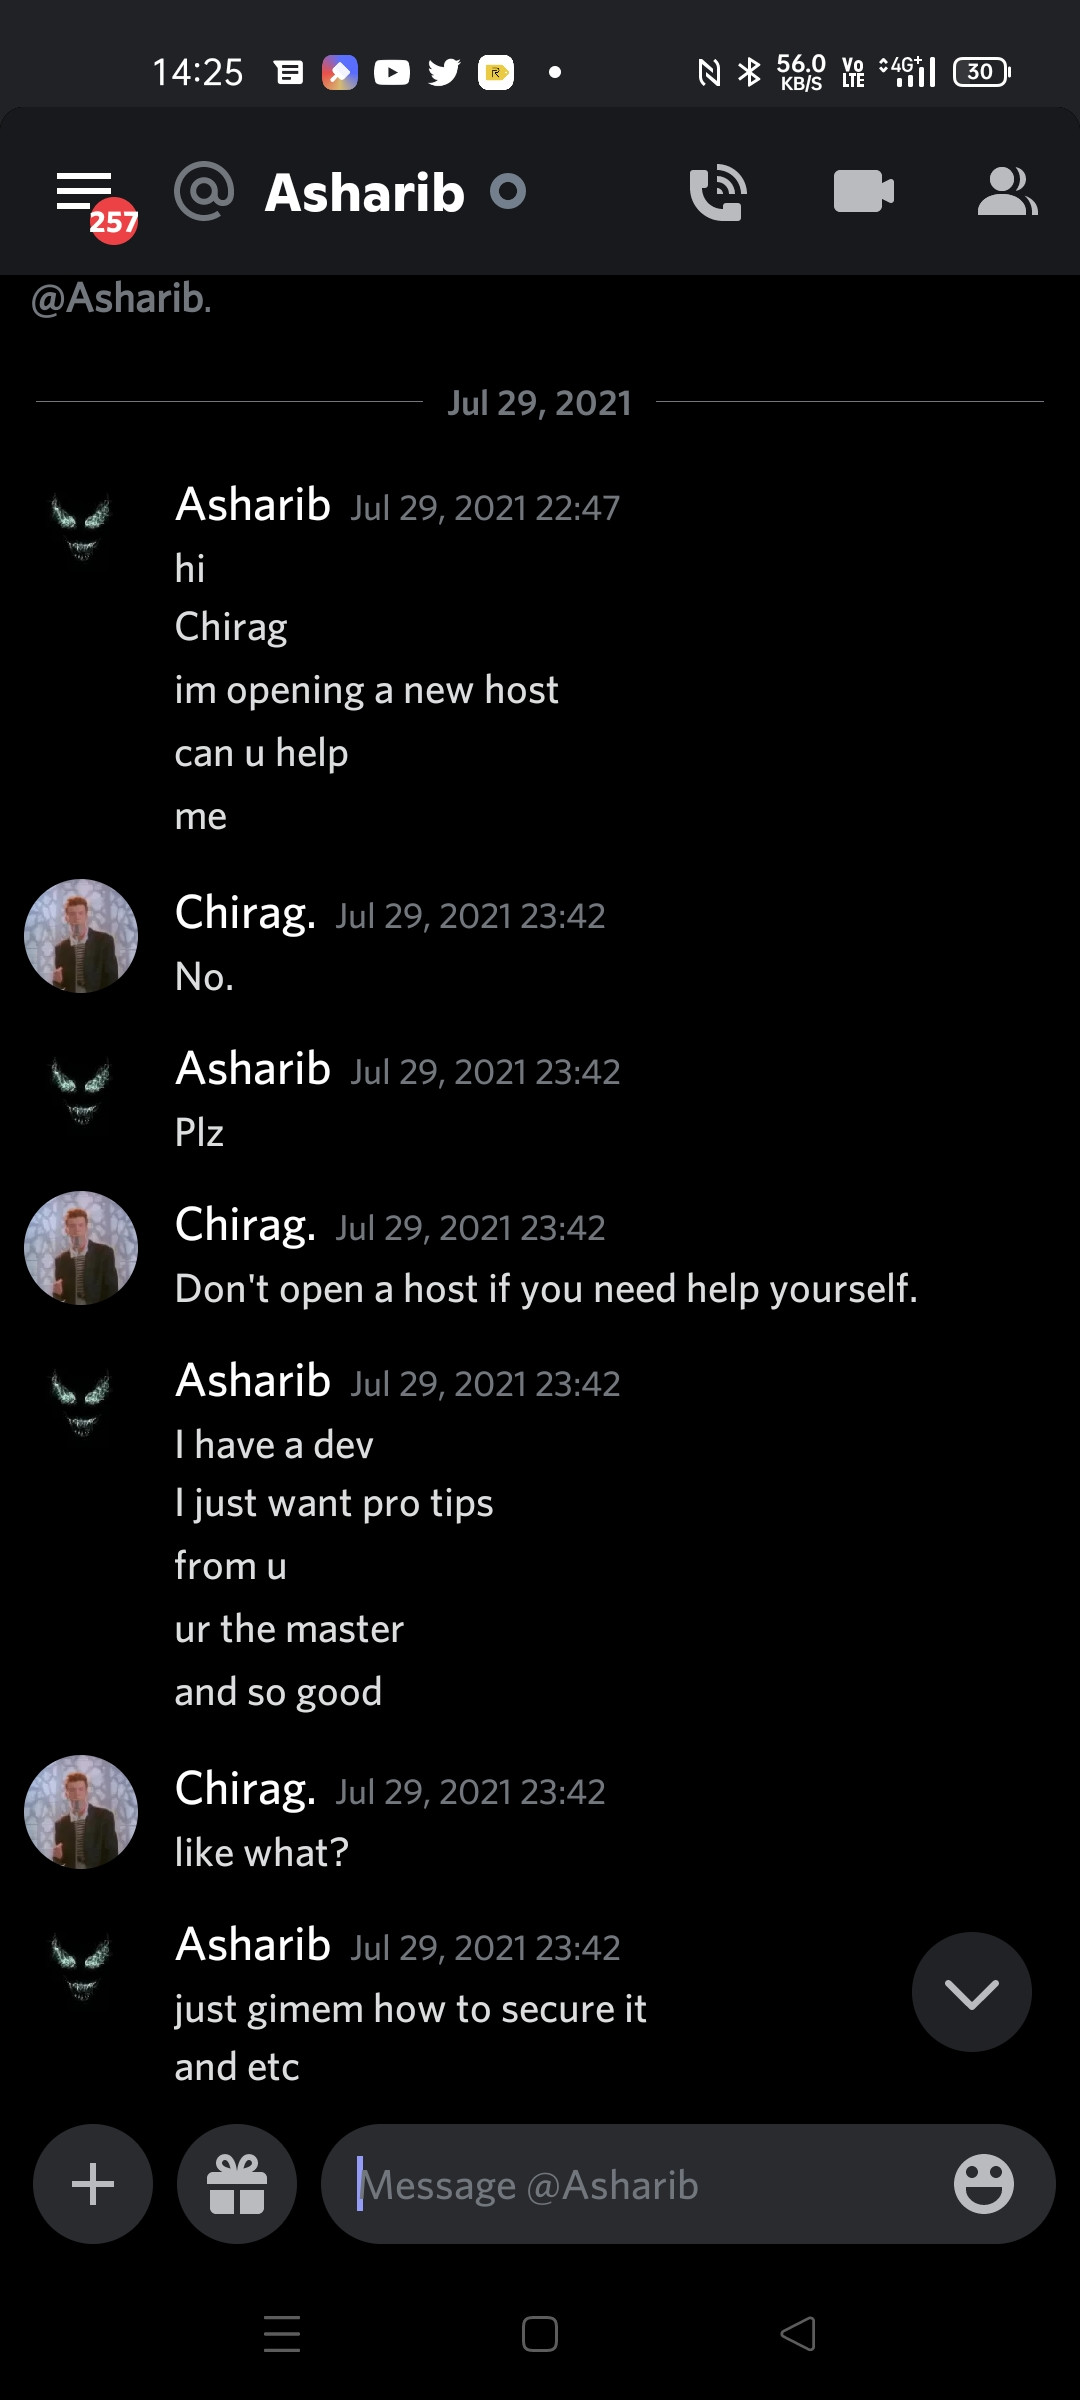 14:25
56.0
KB/S
Vo
LTE
4G+
30
257
@ Asharib
@Asharib.
Jul 29, 2021
Asharib Jul 29, 2021 22:47
hi
Chirag
im opening a new host
can u help
me
Chirag. Jul 29, 2021 23:42
No.
Asharib Jul 29, 2021 23:42
Plz
Chirag. Jul 29, 2021 23:42
Don't open a host if you need help yourself.
Asharib Jul 29, 2021 23:42
I have a dev
I just want pro tips
from u
ur the master
and so good
Chirag. Jul 29, 2021 23:42
like what?
Asharib Jul 29, 2021 23:42
just gimem how to secure it
and etc
Message @Asharib